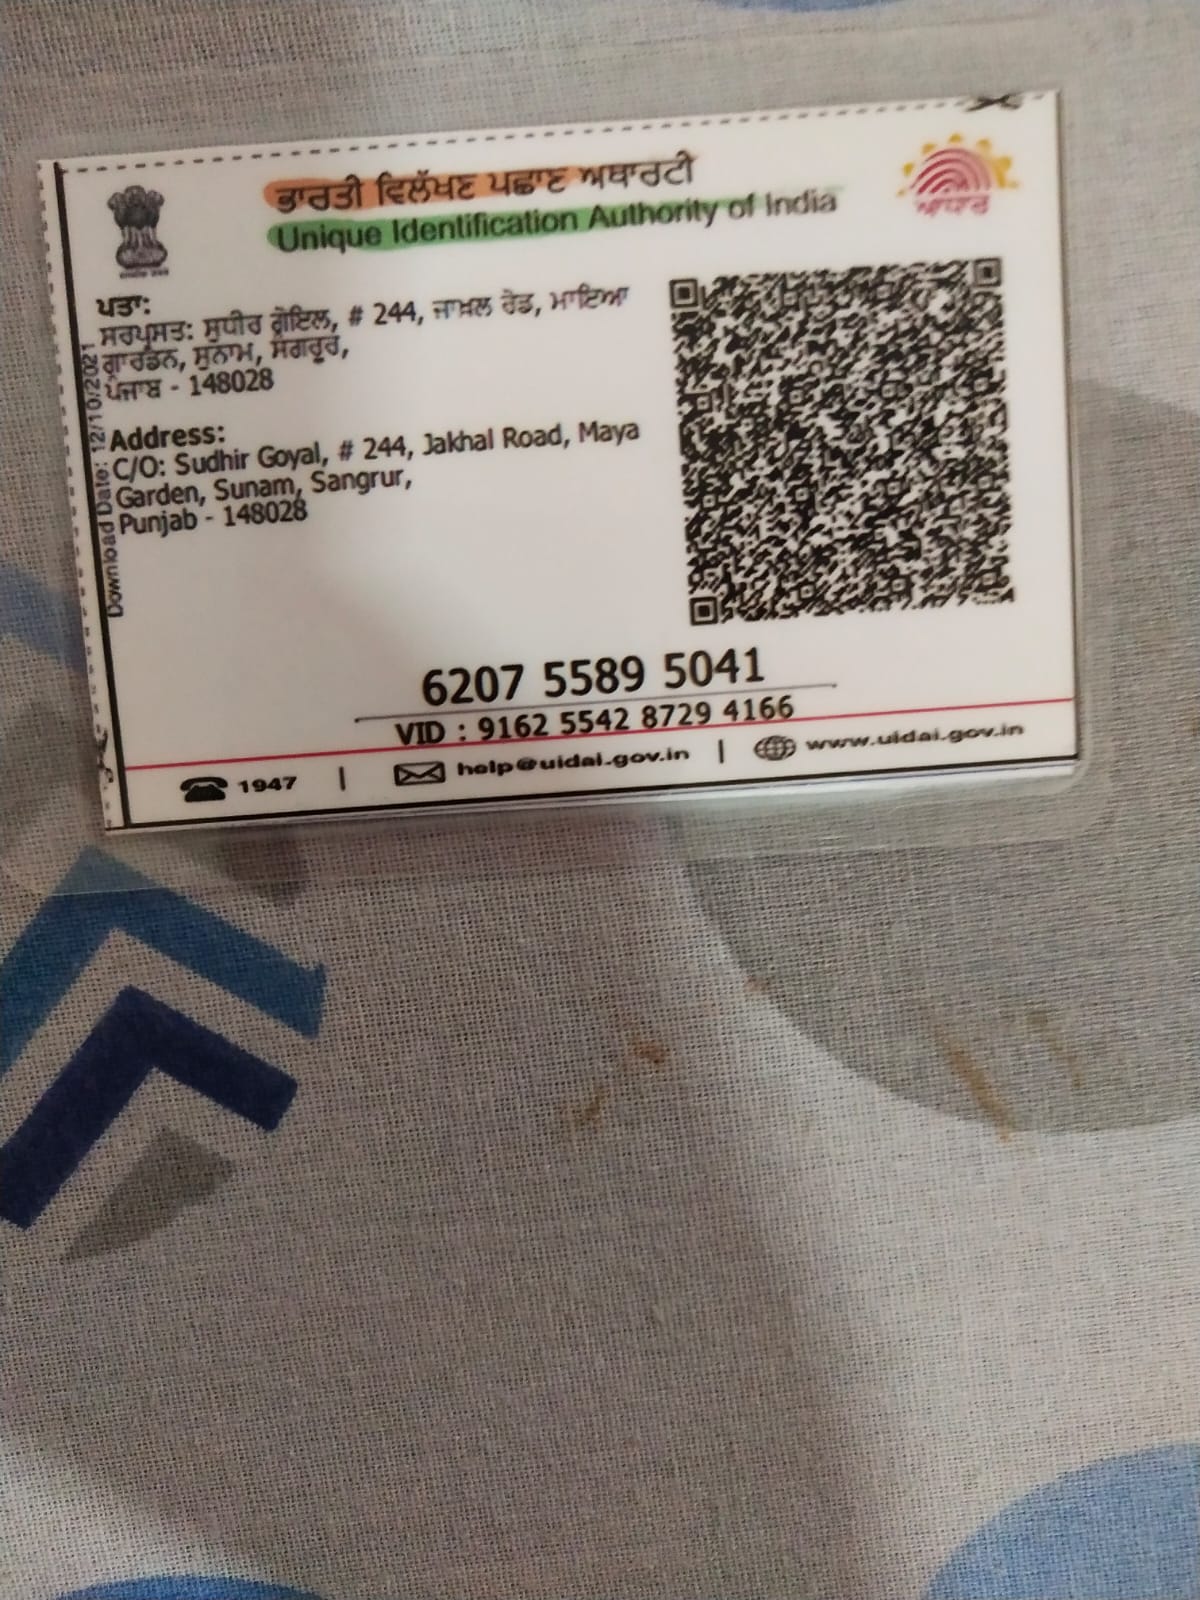 ਭਾਰਤੀ ਵਿਲੱਖਣ ਪਛਾਣ ਅਥਾਰਟੀ
Unique Identification Authority of India
ਆਧਾਰ
ਪਤਾ:
ਸਰਪ੍ਰਸਤ: ਸੁਧੀਰ ਗੋਇਲ, # 244, ਜਾਖਲ ਰੋਡ, ਮਾਇਆ
ਗਾਰਡਨ, ਸੁਨਾਮ, ਸੰਗਰੂਰ,
ਪੰਜਾਬ - 148028
Address:
C/O: Sudhir Goyal, # 244, Jakhal Road, Maya
Garden, Sunam, Sangrur,
Punjab - 148028
Download Date: 12/10/2021
6207 5589 5041
VID : 9162 5542 8729 4166
1947 | help@uidai.gov.in | www.uidai.gov.in